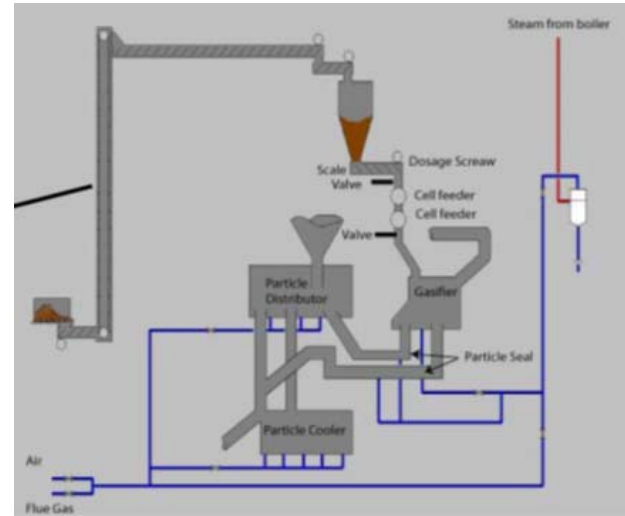 Steam from boiler
Dosage Screaw
Scale
Valve
Cell feeder
Cell feeder
Valve
Particle
Distributor
Gasifier
Particle Seal
Particle Cooler
Air
Flue Gas